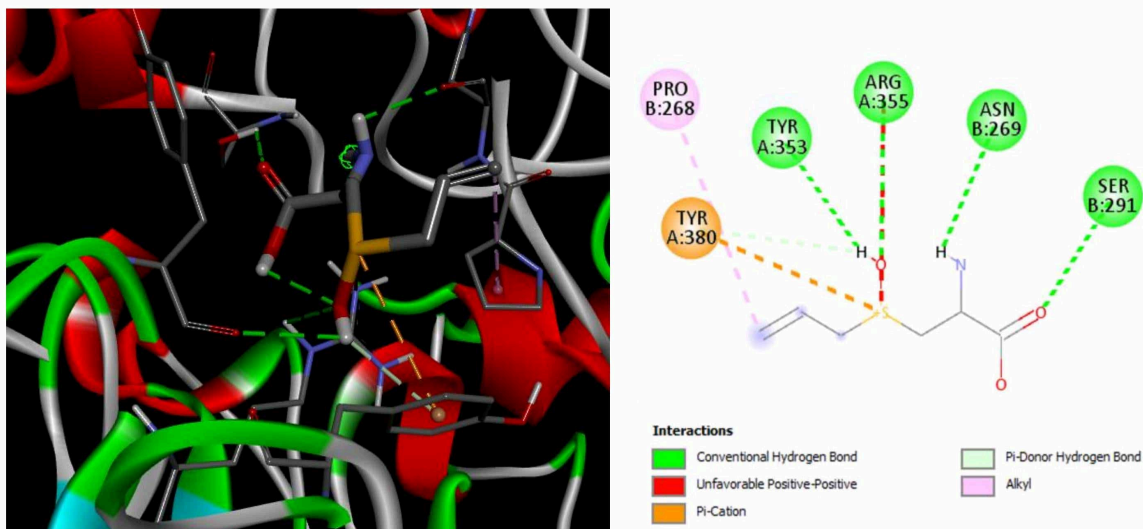 PRO
B:268
TYR
A:353
ARG
A:355
ASN
B:269
SER
B:291
TYR
A:380
H
O
H
N
S
O
O
Interactions
Conventional Hydrogen Bond
Unfavorable Positive-Positive
Pi-Cation
Pi-Donor Hydrogen Bond
Alkyl